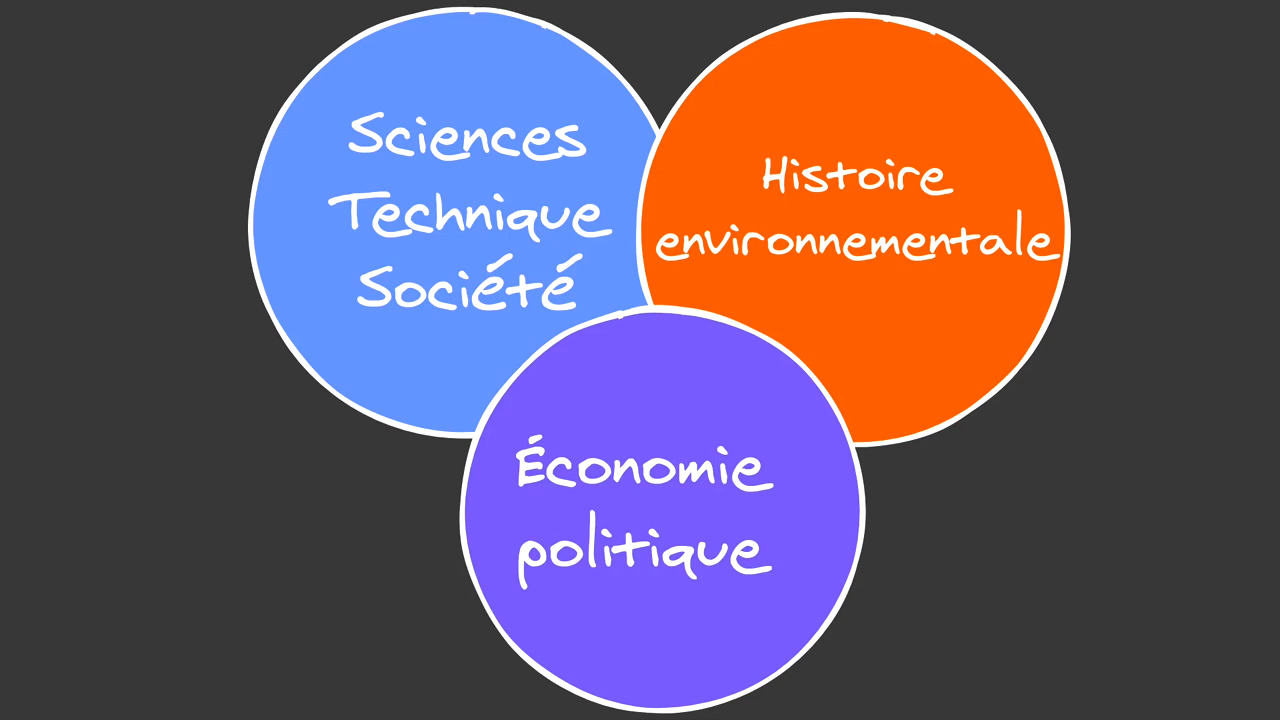 Sciences
Technique
Société
Histoire
environnementale
Économie
politique